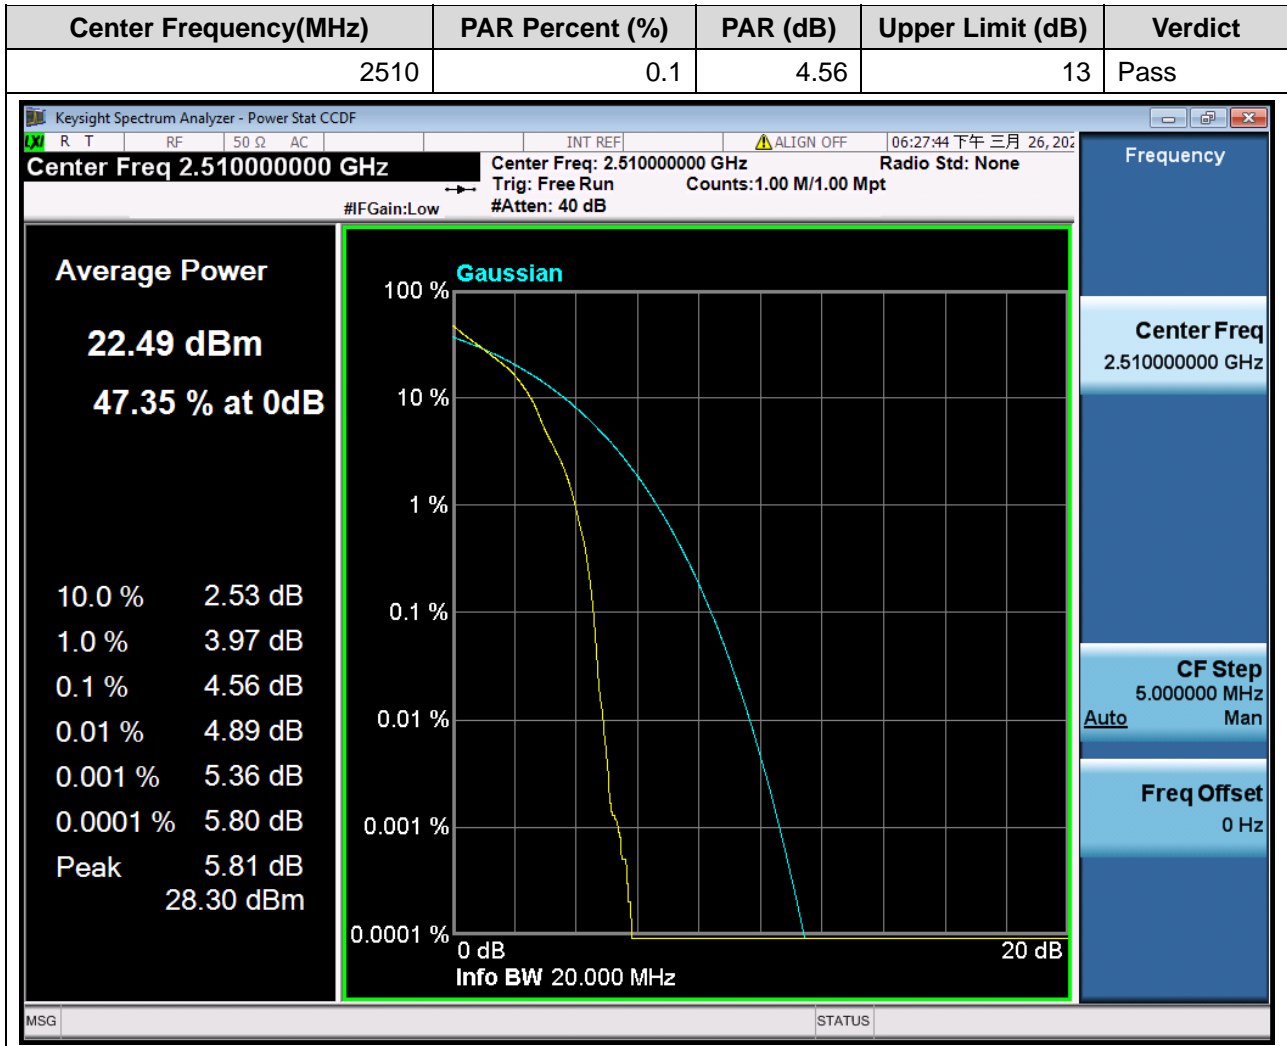 Center Frequency(MHz) PAR Percent (%) PAR (dB) Upper Limit (dB) Verdict
2510 0.1 4.56 13 Pass
Keysight Spectrum Analyzer - Power Stat CCDF
LXI R T RF 50 Ω AC INT REF ALIGN OFF 06:27:44 下午 三月 26, 202
Center Freq 2.510000000 GHz
Center Freq: 2.510000000 GHz Radio Std: None
Trig: Free Run Counts:1.00 M/1.00 Mpt
#IFGain:Low #Atten: 40 dB
Average Power
22.49 dBm
47.35 % at 0dB
10.0 % 2.53 dB
1.0 % 3.97 dB
0.1 % 4.56 dB
0.01 % 4.89 dB
0.001 % 5.36 dB
0.0001 % 5.80 dB
Peak 5.81 dB
28.30 dBm
Gaussian
100 %
10 %
1 %
0.1 %
0.01 %
0.001 %
0.0001 %
0 dB 20 dB
Info BW 20.000 MHz
Frequency
Center Freq
2.510000000 GHz
CF Step
5.000000 MHz
Auto Man
Freq Offset
0 Hz
MSG STATUS